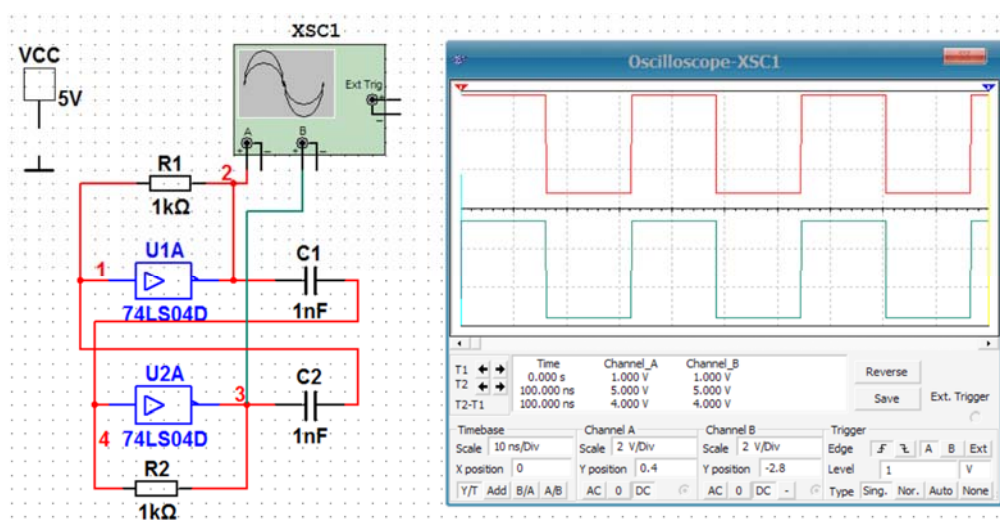 XSC1
VCC
5V
Ext Trig
+
-
A
B
+ - + -
R1
1kΩ
2
U1A
1
74LS04D
C1
1nF
U2A
3
4
74LS04D
C2
1nF
R2
1kΩ
Oscilloscope-XSC1
Time Channel_A Channel_B
T1 0.000 s 1.000 V 1.000 V
T2 100.000 ns 5.000 V 5.000 V
T2-T1 100.000 ns 4.000 V 4.000 V
Reverse
Save
Ext. Trigger
Timebase
Scale 10 ns/Div
X position 0
Y/T Add B/A A/B
Channel A
Scale 2 V/Div
Y position 0.4
AC 0 DC
Channel B
Scale 2 V/Div
Y position -2.8
AC 0 DC -
Trigger
Edge A B Ext
Level 1 V
Type Sing. Nor. Auto None